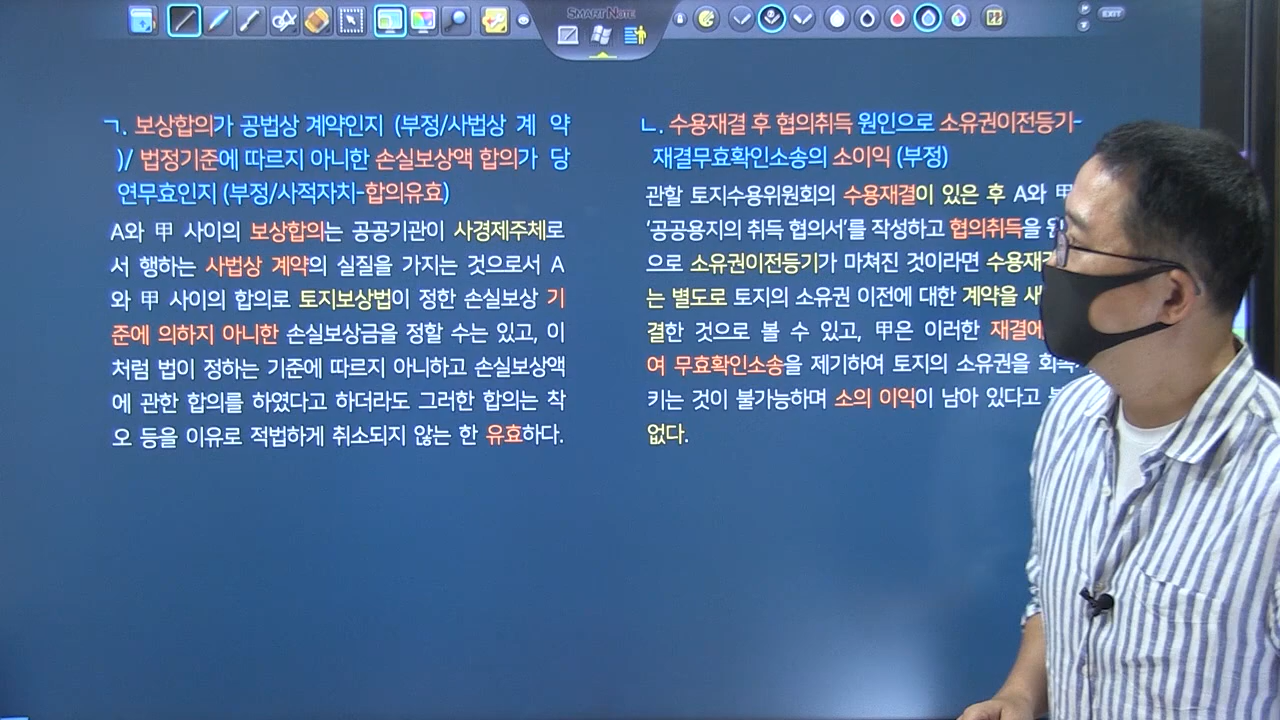 SMARTNOTE
EXIT
ㄱ. 보상합의가 공법상 계약인지 (부정/사법상 계 약
)/ 법정기준에 따르지 아니한 손실보상액 합의가 당
연무효인지 (부정/사적자치-합의유효)
A와 甲 사이의 보상합의는 공공기관이 사경제주체로
서 행하는 사법상 계약의 실질을 가지는 것으로서 A
와 甲 사이의 합의로 토지보상법이 정한 손실보상 기
준에 의하지 아니한 손실보상금을 정할 수는 있고, 이
처럼 법이 정하는 기준에 따르지 아니하고 손실보상액
에 관한 합의를 하였다고 하더라도 그러한 합의는 착
오 등을 이유로 적법하게 취소되지 않는 한 유효하다.
ㄴ. 수용재결 후 협의취득 원인으로 소유권이전등기-
재결무효확인소송의 소이익 (부정)
관할 토지수용위원회의 수용재결이 있은 후 A와 甲
‘공공용지의 취득 협의서’를 작성하고 협의취득을
으로 소유권이전등기가 마쳐진 것이라면 수용재
는 별도로 토지의 소유권 이전에 대한 계약을
결한 것으로 볼 수 있고, 甲은 이러한 재결에
여 무효확인소송을 제기하여 토지의 소유권을
키는 것이 불가능하며 소의 이익이 남아 있다고
없다.